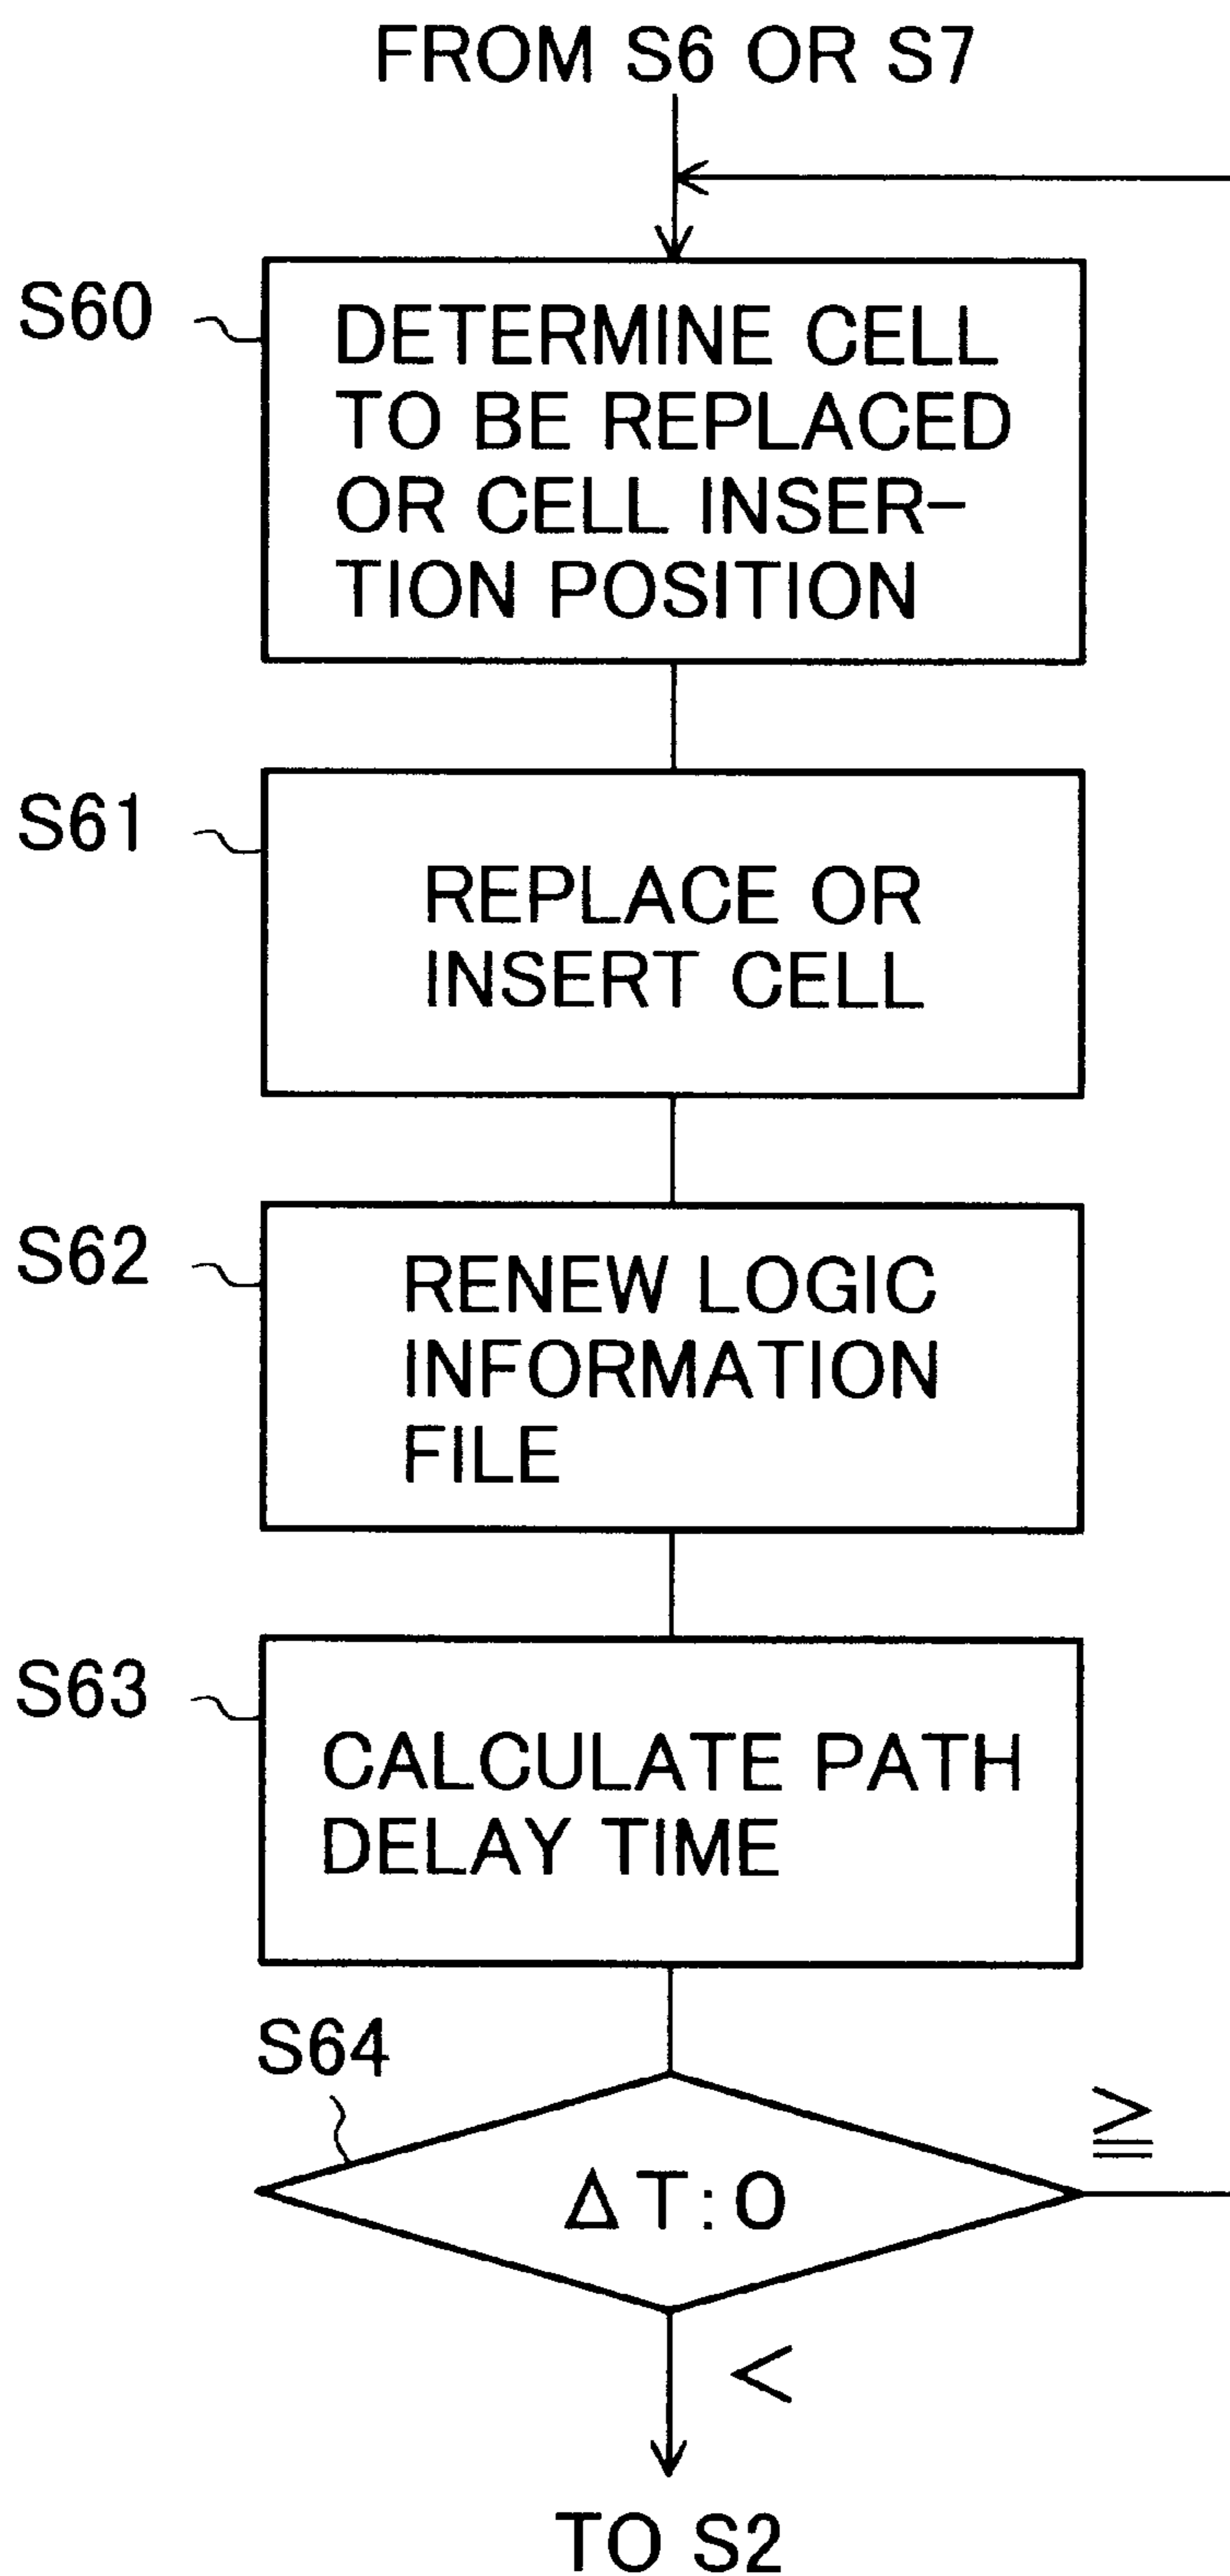 FROM S6 OR S7
S60
DETERMINE CELL
TO BE REPLACED
OR CELL INSER-
TION POSITION
S61
REPLACE OR
INSERT CELL
S62
RENEW LOGIC
INFORMATION
FILE
S63
CALCULATE PATH
DELAY TIME
S64
ΔT:0
≧
<
TO S2